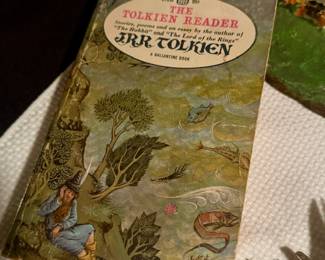 THE
TOLKIEN READER
Stories, poems and an essay by the author of
"The Hobbit" and "The Lord of the Rings"
J.R.R. TOLKIEN
A BALLANTINE BOOK